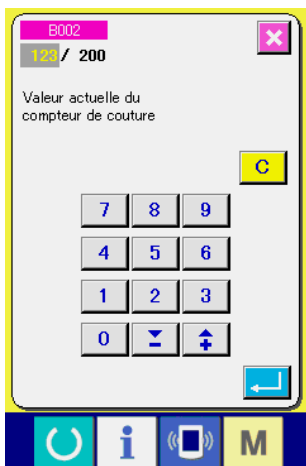 B002
123/ 200
Valeur actuelle du
compteur de couture
C
7 8 9
4 5 6
1 2 3
0
i M